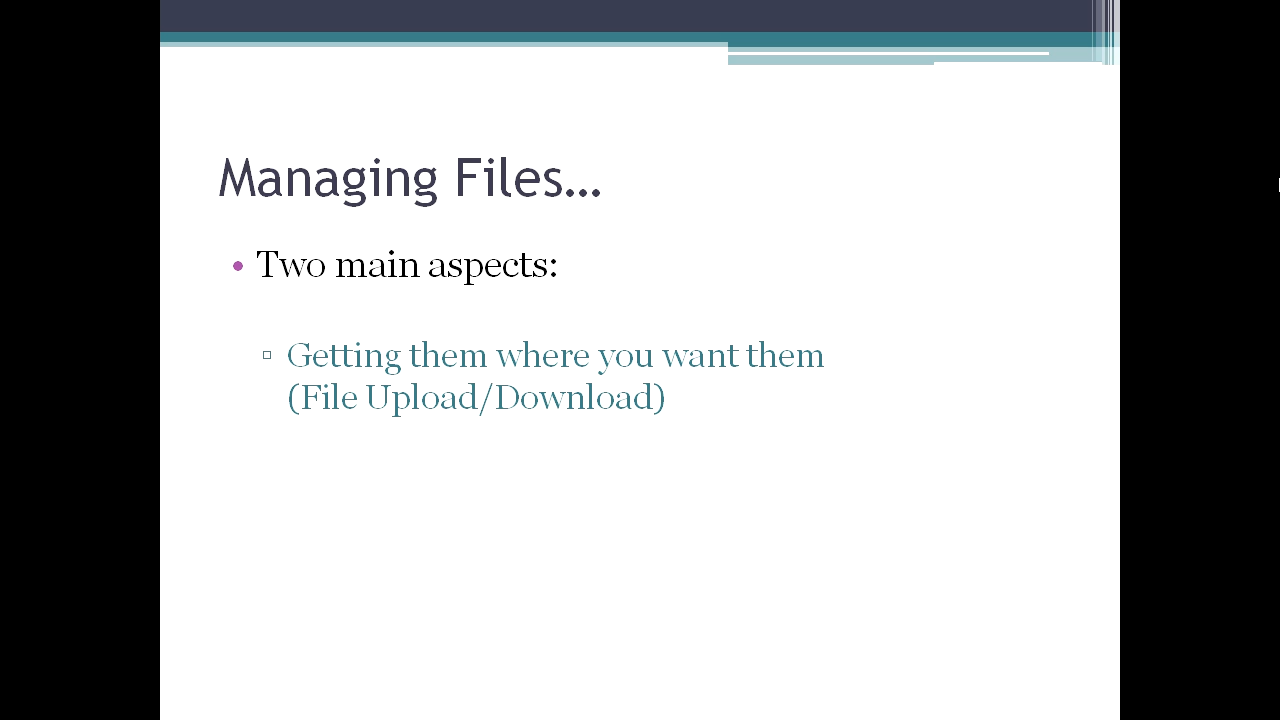 Managing Files…
• Two main aspects:
▫ Getting them where you want them
(File Upload/Download)